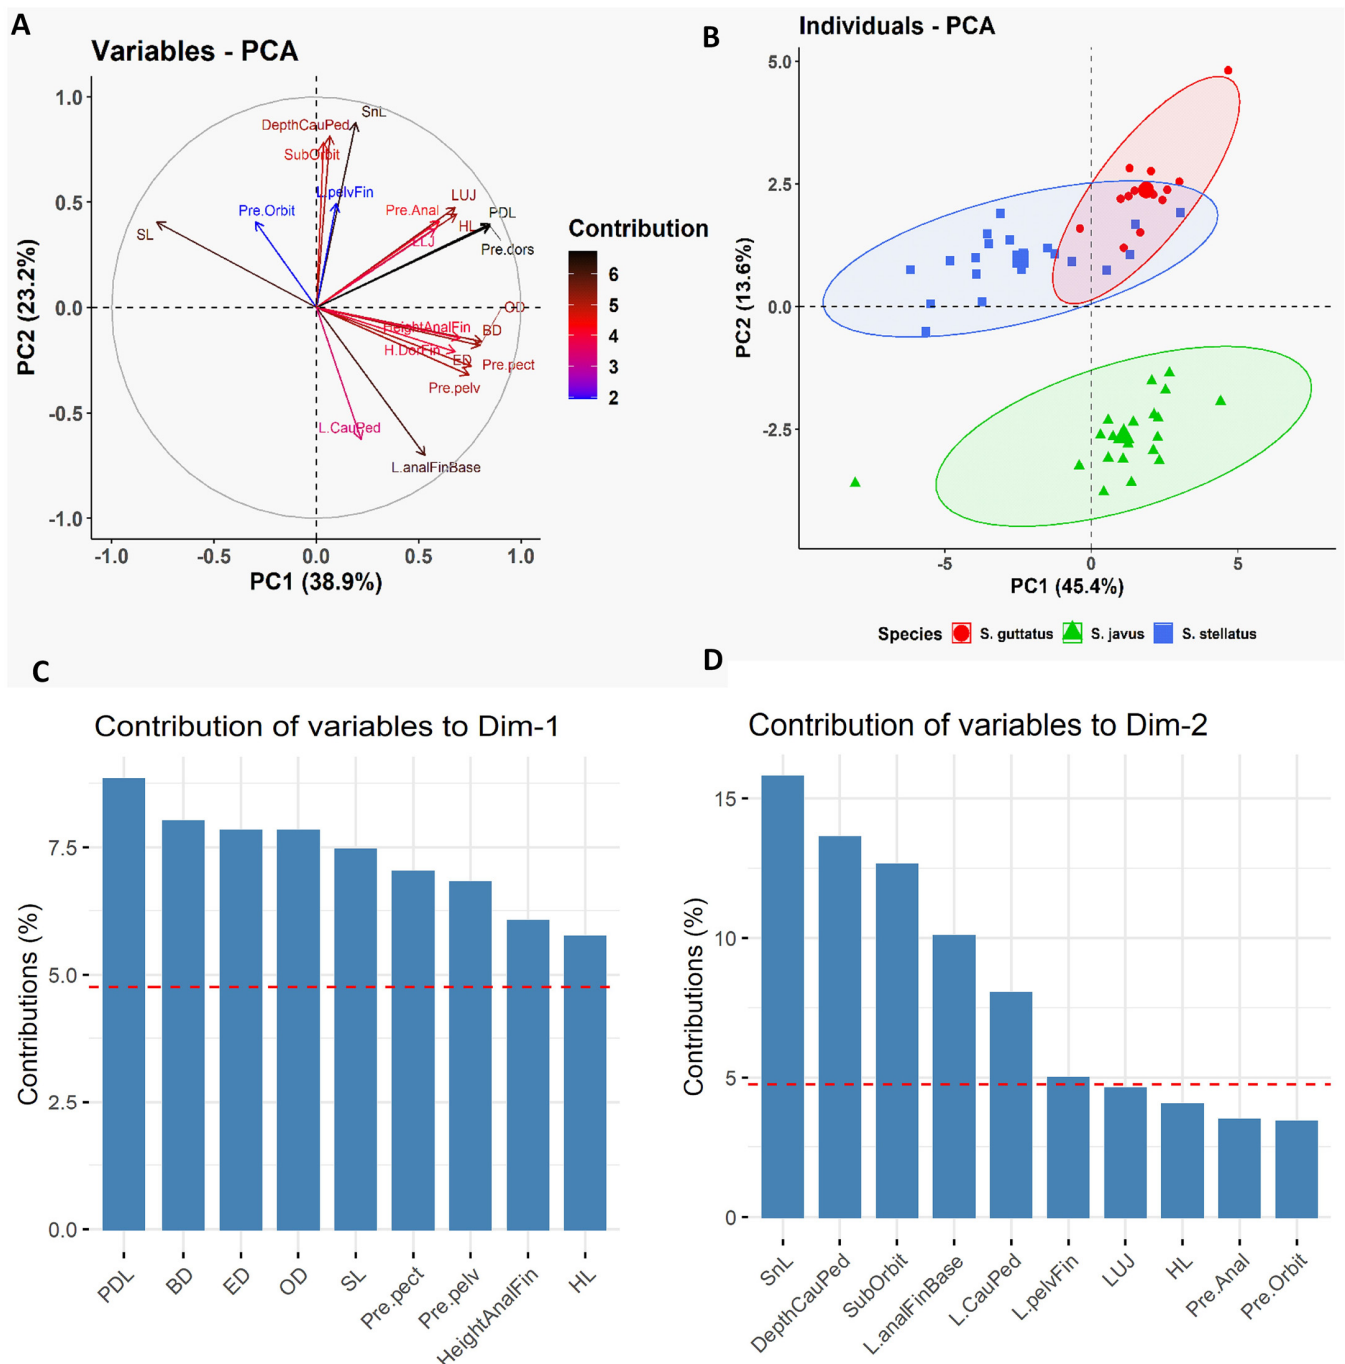 A
Variables - PCA
PC2 (23.2%)
1.0
0.5
0.0
-0.5
-1.0
SnL
DepthCauPed
SubOrbit
L.pelvFin
Pre.Orbit
SL
LUJ
Pre.Anal
PDL
HL
LLJ
Pre.dors
OD
HeightAnalFin
BD
H.DorFin
ED
Pre.pect
Pre.pelv
L.CauPed
L.analFinBase
-1.0 -0.5 0.0 0.5 1.0
PC1 (38.9%)
Contribution
6
5
4
3
2
B
Individuals - PCA
PC2 (13.6%)
5.0
2.5
0.0
-2.5
-5 0 5
PC1 (45.4%)
Species S. guttatus S. javus S. stellatus
C
Contribution of variables to Dim-1
Contributions (%)
7.5
5.0
2.5
0.0
PDL BD ED OD SL Pre.pect Pre.pelv HeightAnalFin HL
D
Contribution of variables to Dim-2
Contributions (%)
15
10
5
0
SnL DepthCauPed SubOrbit L.analFinBase L.CauPed L.pelvFin LUJ HL Pre.Anal Pre.Orbit